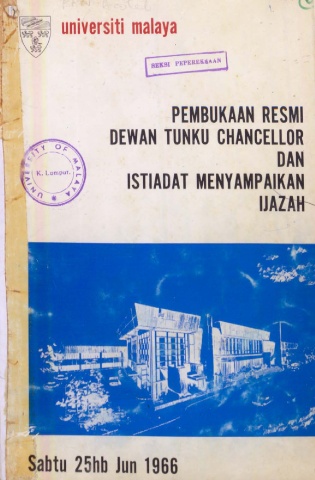 universiti malaya
SEKSI PEPEREKSAAN
PEMBUKAAN RESMI
DEWAN TUNKU CHANCELLOR
DAN
ISTIADAT MENYAMPAIKAN
IJAZAH
UNIVERSITY OF MALAYA
K. Lumpur.
Sabtu 25hb Jun 1966